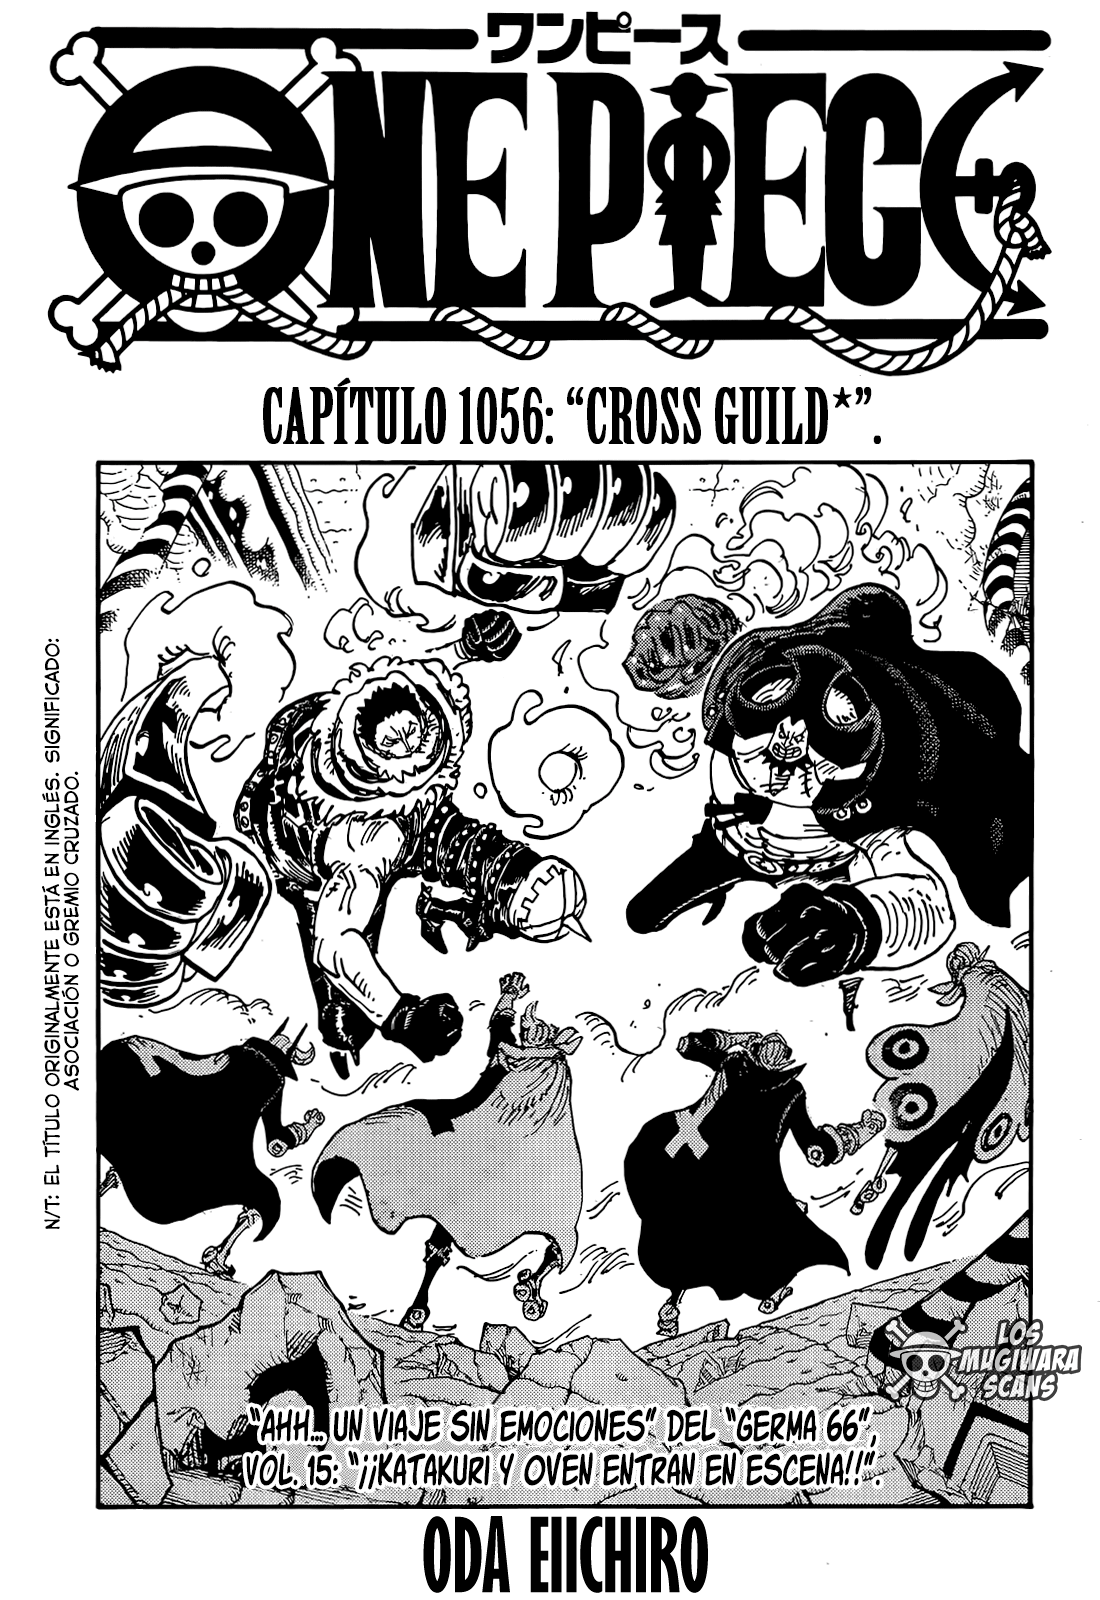 ワンピース
ONE PIECE
CAPÍTULO 1056: “CROSS GUILD*”.
N/T: EL TÍTULO ORIGINALMENTE ESTÁ EN INGLÉS. SIGNIFICADO:
ASOCIACIÓN O GREMIO CRUZADO.
LOS
MUGIWARA
SCANS
“AHH... UN VIAJE SIN EMOCIONES” DEL “GERMA 66”,
VOL. 15: “¡¡KATAKURI Y OVEN ENTRAN EN ESCENA!!”.
ODA EIICHIRO